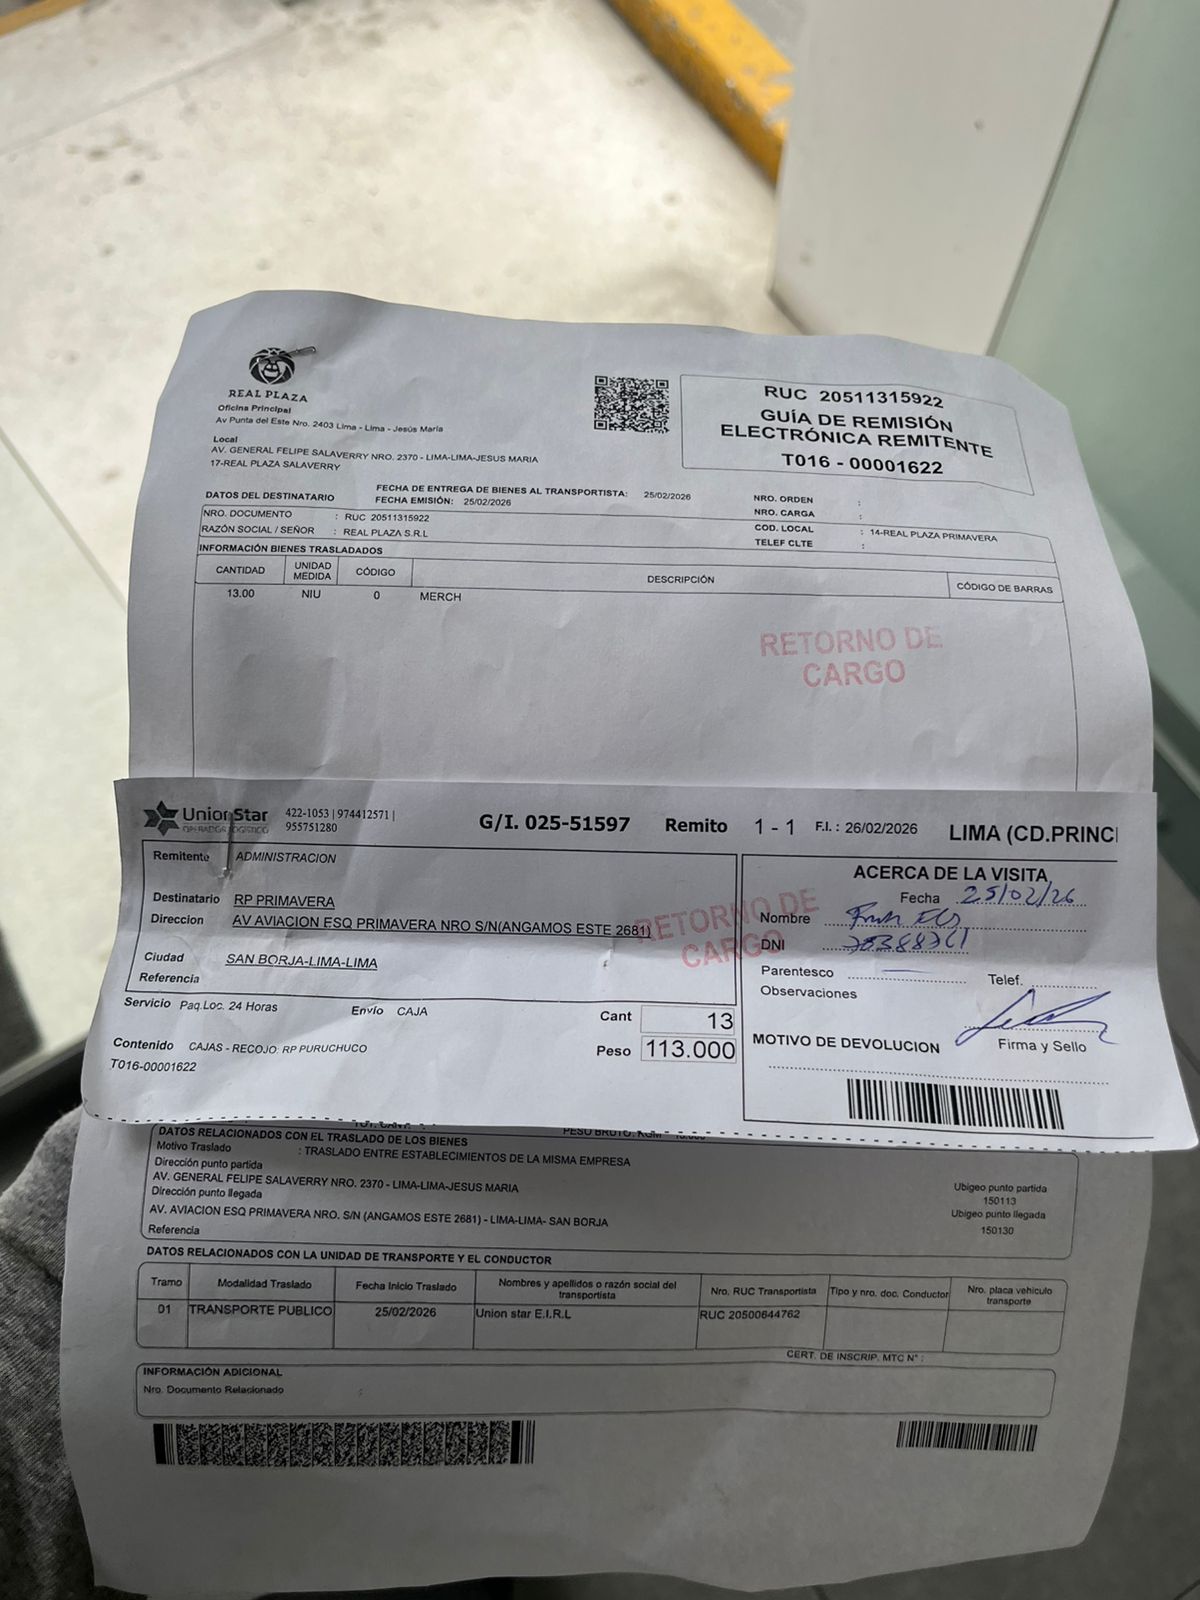 REAL PLAZA
Oficina Principal
Av Punta del Este Nro. 2403 Lima - Lima - Jesús Maria
Local
AV. GENERAL FELIPE SALAVERRY NRO. 2370 - LIMA-LIMA-JESUS MARIA
17-REAL PLAZA SALAVERRY
RUC 20511315922
GUÍA DE REMISIÓN
ELECTRÓNICA REMITENTE
T016 - 00001622
DATOS DEL DESTINATARIO
FECHA DE ENTREGA DE BIENES AL TRANSPORTISTA: 25/02/2026
FECHA EMISIÓN: 25/02/2026
NRO. ORDEN :
NRO. CARGA :
NRO. DOCUMENTO : RUC 20511315922
COD. LOCAL : 14-REAL PLAZA PRIMAVERA
RAZÓN SOCIAL / SEÑOR : REAL PLAZA S.R.L
TELEF CLTE :
INFORMACIÓN BIENES TRASLADADOS
CANTIDAD UNIDAD MEDIDA CÓDIGO DESCRIPCIÓN CÓDIGO DE BARRAS
13.00 NIU 0 MERCH
RETORNO DE
CARGO
Union Star
OPERADOR LOGISTICO
422-1053 | 974412571 |
955751280
G/I. 025-51597 Remito 1 - 1 F.I. : 26/02/2026 LIMA (CD.PRINCI
Remitente ADMINISTRACION
Destinatario RP PRIMAVERA
Direccion AV AVIACION ESQ PRIMAVERA NRO S/N(ANGAMOS ESTE 2681)
Ciudad SAN BORJA-LIMA-LIMA
Referencia
RETORNO DE
CARGO
Servicio Paq.Loc. 24 Horas Envío CAJA
Cant 13
Contenido CAJAS - RECOJO: RP PURUCHUCO
Peso 113.000
T016-00001622
ACERCA DE LA VISITA
Fecha 25/02/26
Nombre
DNI
Parentesco
Telef.
Observaciones
Firma y Sello
MOTIVO DE DEVOLUCION
DATOS RELACIONADOS CON EL TRASLADO DE LOS BIENES
Motivo Traslado : TRASLADO ENTRE ESTABLECIMIENTOS DE LA MISMA EMPRESA
Dirección punto partida
AV. GENERAL FELIPE SALAVERRY NRO. 2370 - LIMA-LIMA-JESUS MARIA
Ubigeo punto partida
150113
Dirección punto llegada
AV. AVIACION ESQ PRIMAVERA NRO. S/N (ANGAMOS ESTE 2681) - LIMA-LIMA- SAN BORJA
Ubigeo punto llegada
150130
Referencia
DATOS RELACIONADOS CON LA UNIDAD DE TRANSPORTE Y EL CONDUCTOR
Tramo Modalidad Traslado Fecha Inicio Traslado Nombres y apellidos o razón social del transportista Nro. RUC Transportista Tipo y nro. doc. Conductor Nro. placa vehiculo transporte
01 TRANSPORTE PUBLICO 25/02/2026 Union star E.I.R.L RUC 20500644762
CERT. DE INSCRIP. MTC N° :
INFORMACIÓN ADICIONAL
Nro. Documento Relacionado :